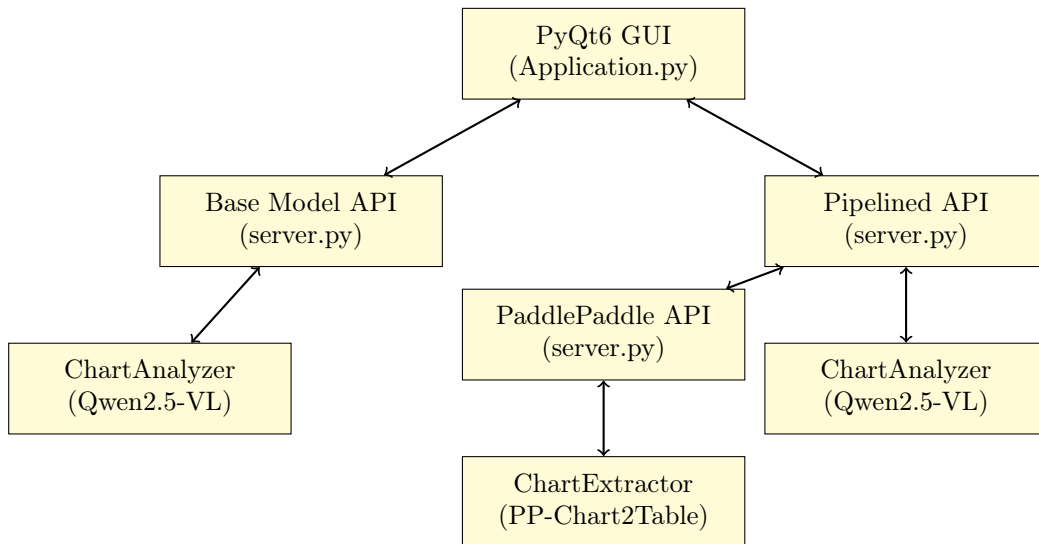 PyQt6 GUI
(Application.py)
Base Model API
(server.py)
Pipelined API
(server.py)
PaddlePaddle API
(server.py)
ChartAnalyzer
(Qwen2.5-VL)
ChartAnalyzer
(Qwen2.5-VL)
ChartExtractor
(PP-Chart2Table)